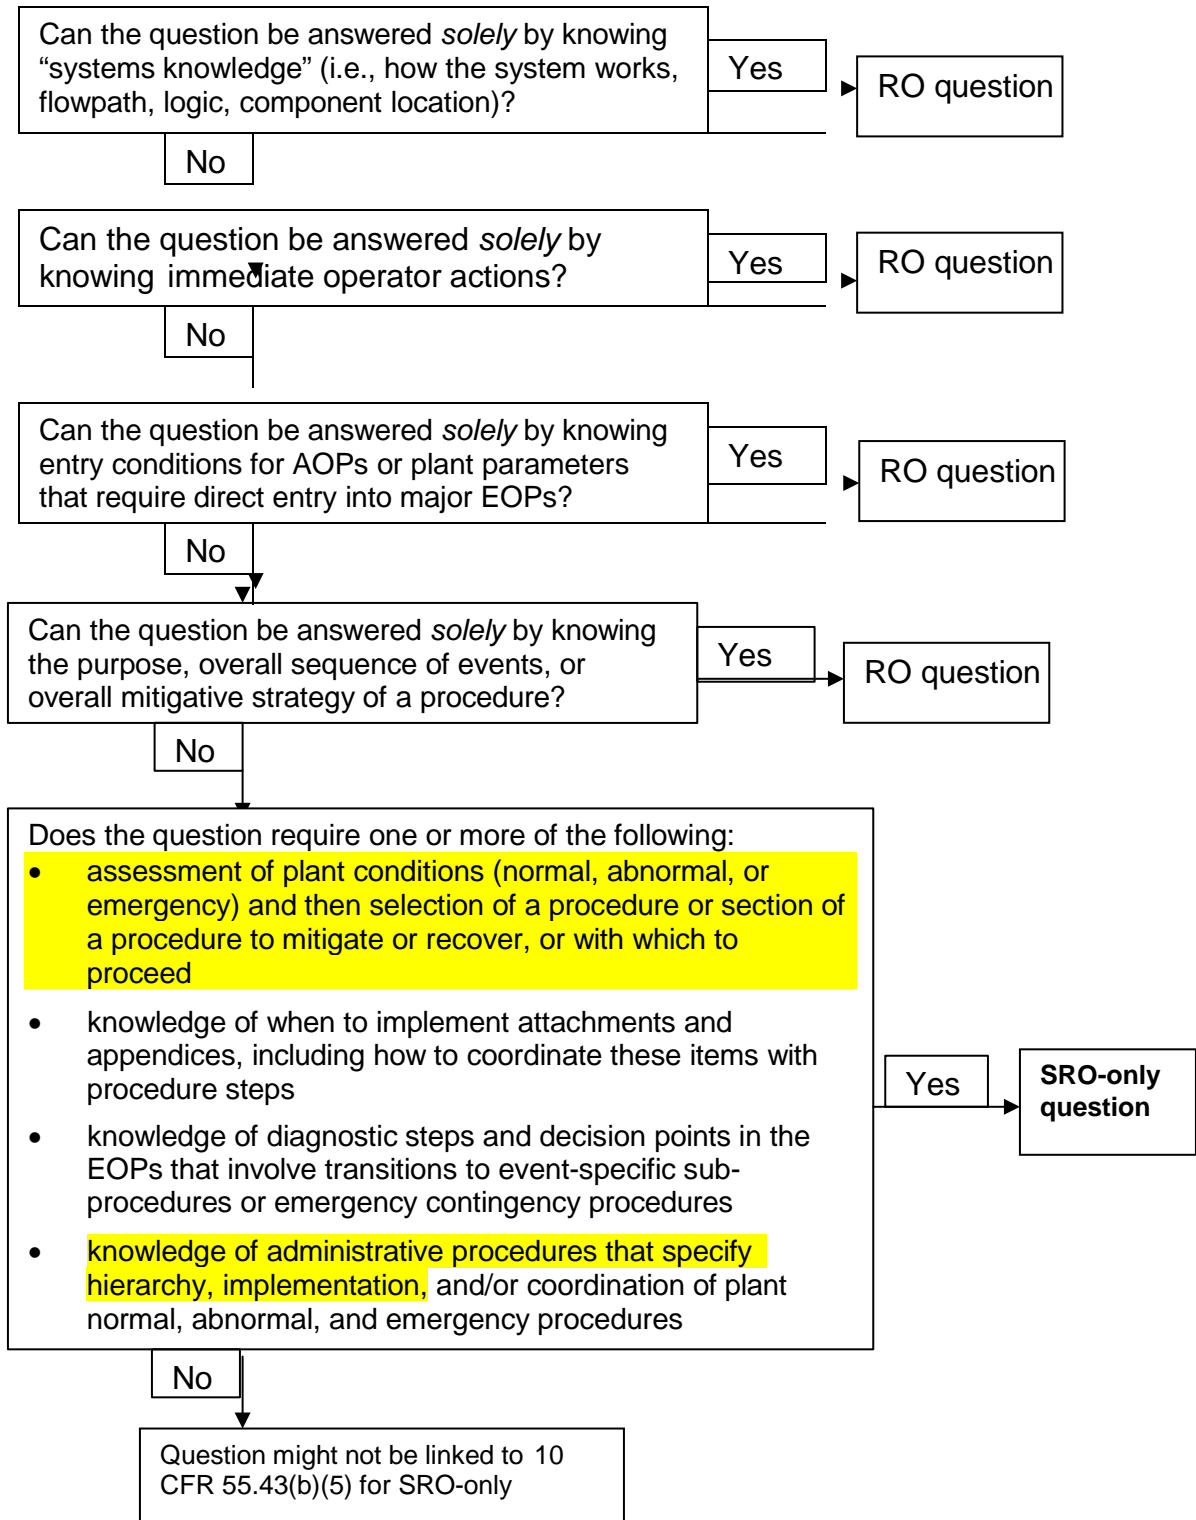 Can the question be answered solely by knowing
“systems knowledge” (i.e., how the system works,
flowpath, logic, component location)?
Yes
RO question
No
Can the question be answered solely by
knowing immediate operator actions?
Yes
RO question
No
Can the question be answered solely by knowing
entry conditions for AOPs or plant parameters
that require direct entry into major EOPs?
Yes
RO question
No
Can the question be answered solely by knowing
the purpose, overall sequence of events, or
overall mitigative strategy of a procedure?
Yes
RO question
No
Does the question require one or more of the following:
• assessment of plant conditions (normal, abnormal, or
emergency) and then selection of a procedure or section of
a procedure to mitigate or recover, or with which to
proceed
• knowledge of when to implement attachments and
appendices, including how to coordinate these items with
procedure steps
• knowledge of diagnostic steps and decision points in the
EOPs that involve transitions to event-specific sub-
procedures or emergency contingency procedures
• knowledge of administrative procedures that specify
hierarchy, implementation, and/or coordination of plant
normal, abnormal, and emergency procedures
Yes
SRO-only
question
No
Question might not be linked to 10
CFR 55.43(b)(5) for SRO-only